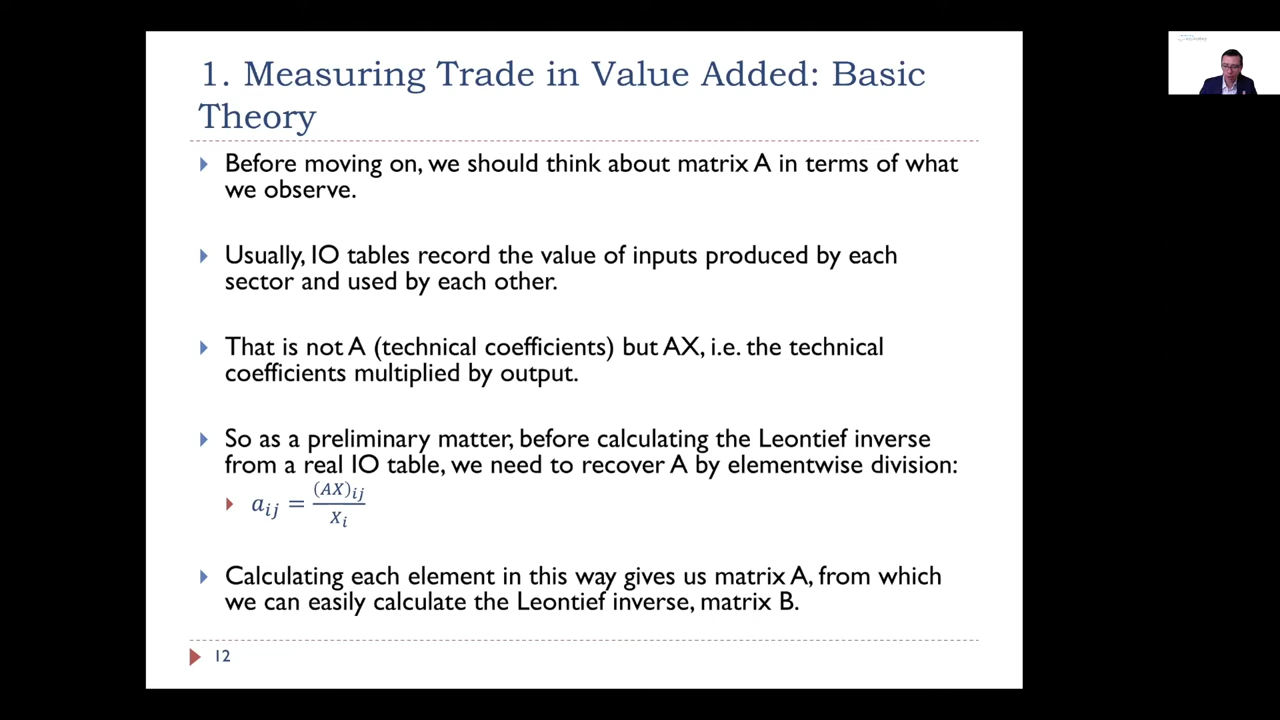 1. Measuring Trade in Value Added: Basic
Theory
Before moving on, we should think about matrix A in terms of what
we observe.
Usually, IO tables record the value of inputs produced by each
sector and used by each other.
That is not A (technical coefficients) but AX, i.e. the technical
coefficients multiplied by output.
So as a preliminary matter, before calculating the Leontief inverse
from a real IO table, we need to recover A by elementwise division:
a_{ij} = \frac{(AX)_{ij}}{X_i}
Calculating each element in this way gives us matrix A, from which
we can easily calculate the Leontief inverse, matrix B.
12